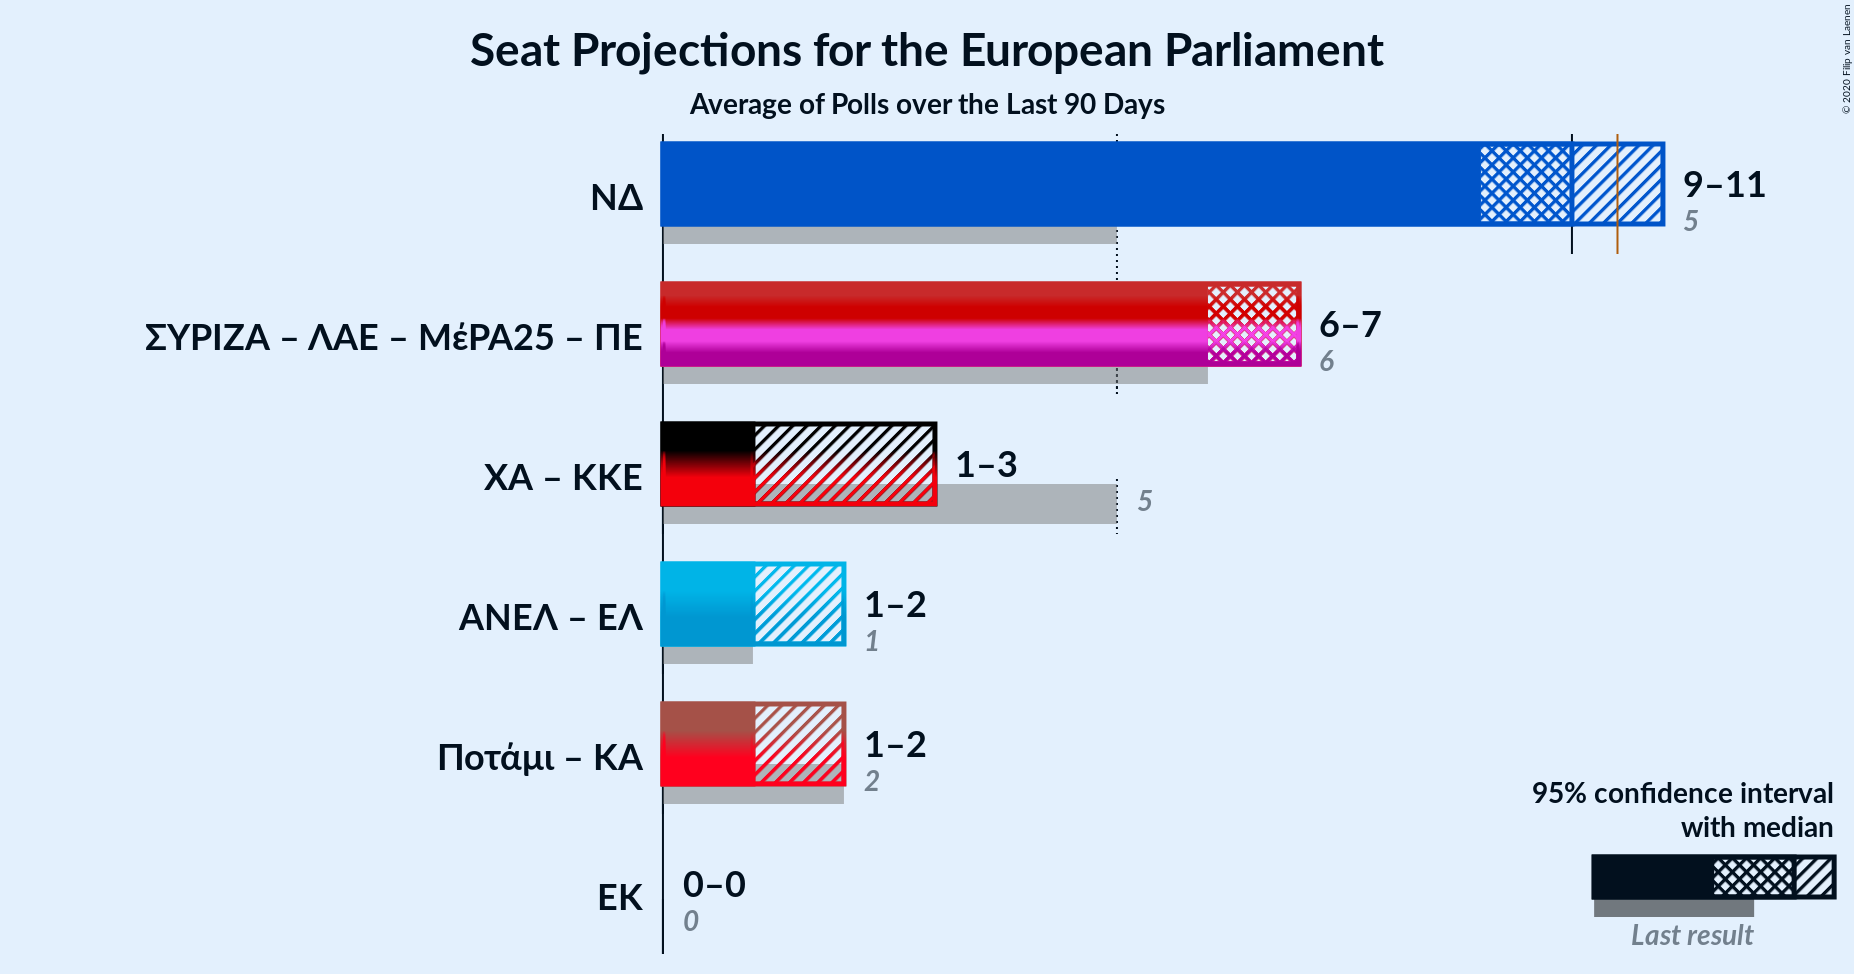 Seat Projections for the European Parliament
Average of Polls over the Last 90 Days
© 2020 Filip van Laenen
ΝΔ
9–11
5
ΣΥΡΙΖΑ – ΛΑΕ – ΜέΡΑ25 – ΠΕ
6–7
6
ΧΑ – ΚΚΕ
1–3
5
ΑΝΕΛ – ΕΛ
1–2
1
Ποτάμι – ΚΑ
1–2
2
ΕΚ
0–0
0
95% confidence interval
with median
Last result